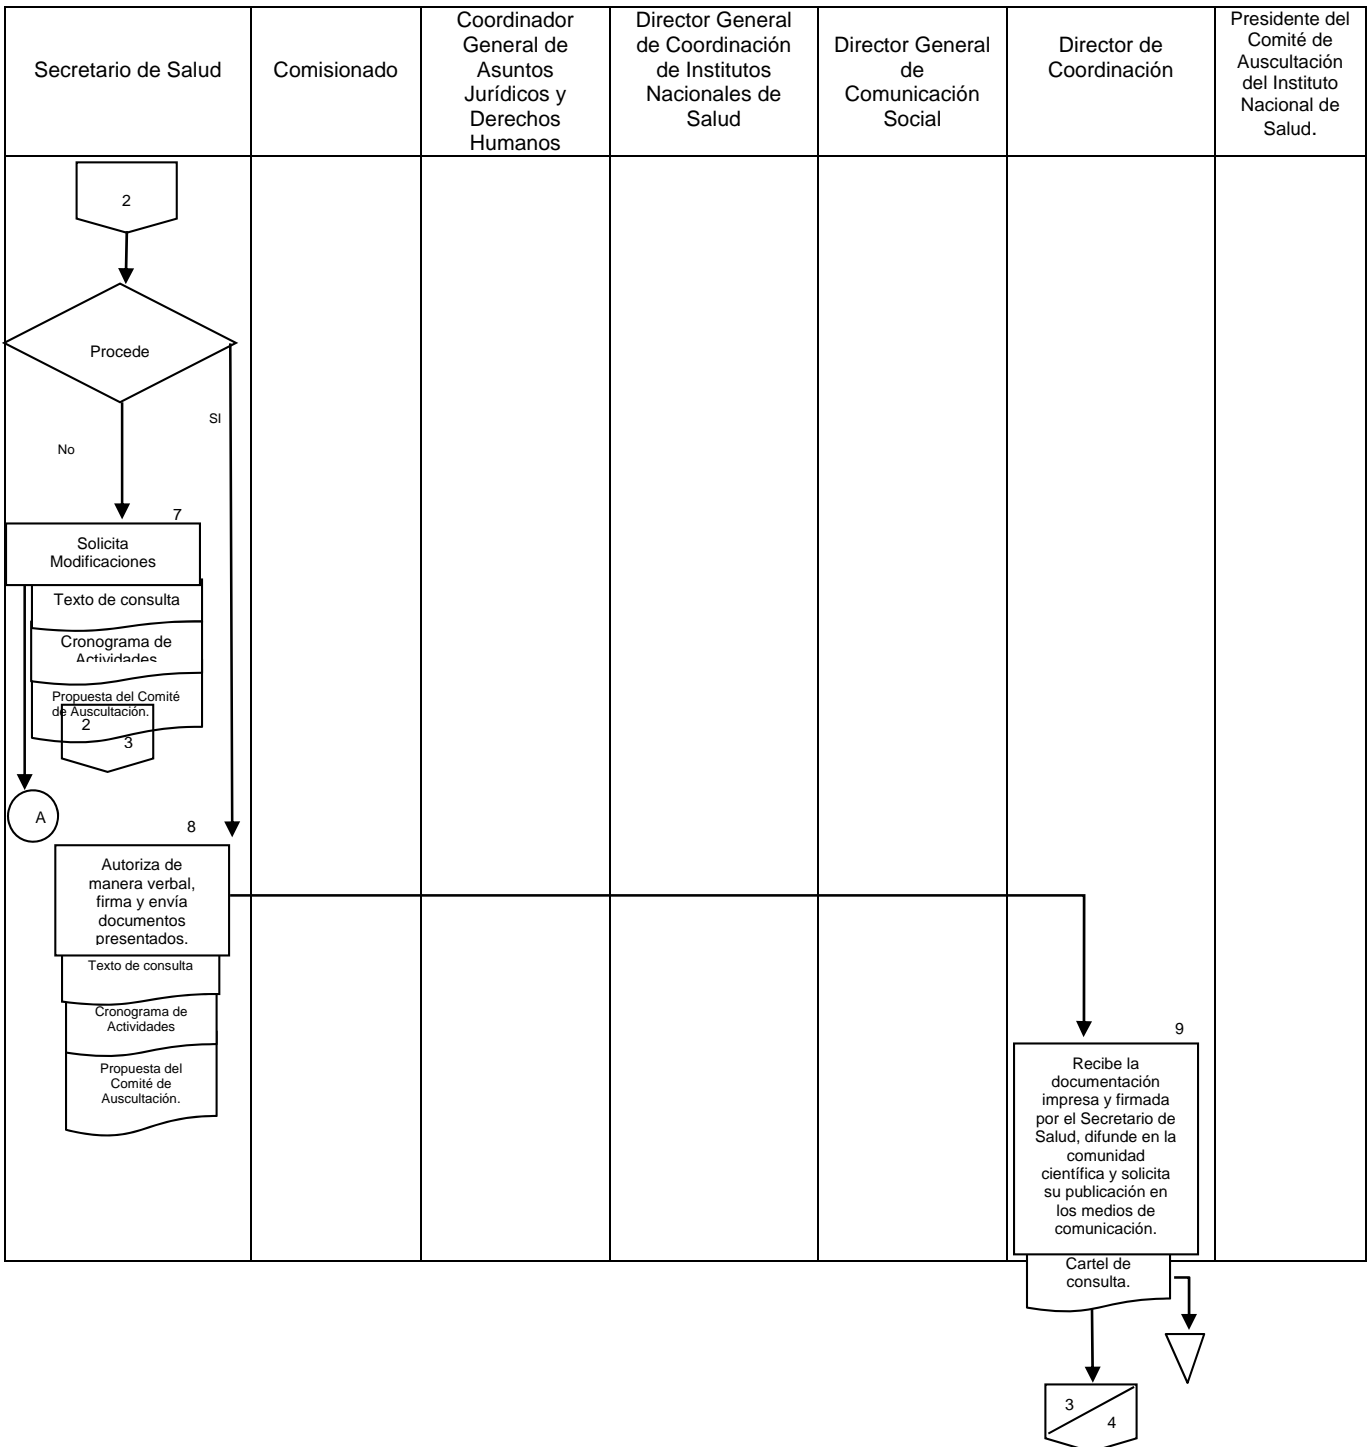 Secretario de Salud
Comisionado
Coordinador
General de
Asuntos
Jurídicos y
Derechos
Humanos
Director General
de Coordinación
de Institutos
Nacionales de
Salud
Director General
de
Comunicación
Social
Director de
Coordinación
Presidente del
Comité de
Auscultación
del Instituto
Nacional de
Salud.
2
Procede
SI
No
7
Solicita
Modificaciones
Texto de consulta
Cronograma de
Actividades
Propuesta del Comité
de Auscultación.
2
3
A
8
Autoriza de
manera verbal,
firma y envía
documentos
presentados.
Texto de consulta
Cronograma de
Actividades
Propuesta del
Comité de
Auscultación.
9
Recibe la
documentación
impresa y firmada
por el Secretario de
Salud, difunde en la
comunidad
científica y solicita
su publicación en
los medios de
comunicación.
Cartel de
consulta.
3
4